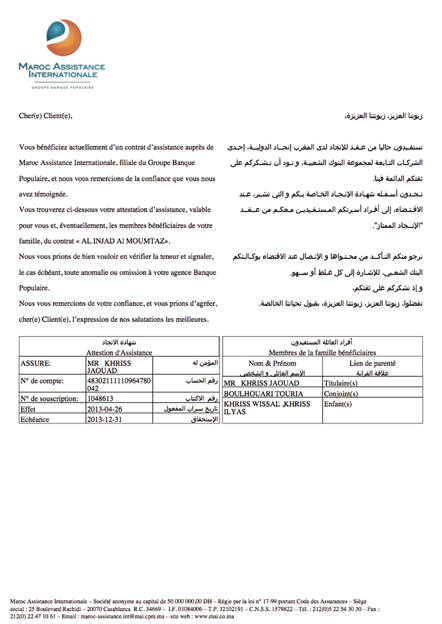 MAROC ASSISTANCE
INTERNATIONALE
GROUPE BANQUE POPULAIRE
Cher(e) Client(e),
Vous bénéficiez actuellement d'un contrat d'assistance auprès de
Maroc Assistance Internationale, filiale du Groupe Banque
Populaire, et nous vous remercions de la confiance que vous nous
avez témoignée.
Vous trouverez ci-dessous votre attestation d'assistance, valable
pour vous et, éventuellement, les membres bénéficiaires de votre
famille, du contrat « AL INJAD Al MOUMTAZ».
Nous vous prions de bien vouloir en vérifier la teneur et signaler,
le cas échéant, toute anomalie ou omission à votre agence Banque
Populaire.
Nous vous remercions de votre confiance, et vous prions d'agréer,
cher(e) Client(e), l'expression de nos salutations les meilleures.
زبوننا العزيز، زبونتنا العزيزة،
تستفيدون حاليا من عقد للإنجاد لدى المغرب إنجاد الدولية، إحدى
الشركات التابعة لمجموعة البنوك الشعبية، و نود أن نشكركم على
ثقتكم الدائمة فينا.
تجدون أسفله شهادة الإنجاد الخاصة بكم و التي تشير، عند
الاقتضاء، إلى أفراد أسرتكم المستفيدين معكم من عقد
"الإنجاد الممتاز".
نرجو منكم التأكد من محتواها و الإتصال عند الاقتضاء بوكالتكم
البنك الشعبي، للإشارة إلى كل غلط أو سهو.
و إذ نشكركم على ثقتكم،
تفضلوا، زبوننا العزيز، زبونتنا العزيزة، بقبول تحياتنا الخالصة.
شهادة الانجاد
Attestation d'Assistance
ASSURE: MR KHRISS JAOUAD المؤمن له
N° de compte: 48302111110964780 042 رقم الحساب
N° de souscription: 1048613 رقم الاكتتاب
Effet 2013-04-26 تاريخ سريان المفعول
Echéance 2013-12-31 الإستحقاق
أفراد العائلة المستفيدون
Membres de la famille bénéficiaires
Nom & Prénom Lien de parenté
الإسم العائلي و الشخصي علاقة القرابة
MR KHRISS JAOUAD Titulaire(s)
BOULHOUARI TOURIA Conjoint(s)
KHRISS WISSAL ,KHRISS ILYAS Enfant(s)
Maroc Assistance Internationale – Société anonyme au capital de 50 000 000,00 DH – Régie par la loi n° 17-99 portant Code des Assurances – Siège
social : 25 Boulevard Rachidi – 20070 Casablanca R.C. 34669 – I.F. 01084006 – T.P. 32102191 – C.N.S.S. 1579822 – Tél. : 212(0)5 22 54 30 30 – Fax :
212(0) 22 47 10 61 – Email : maroc-assistance.int@mai.cpm.ma – site web : www.mai.co.ma